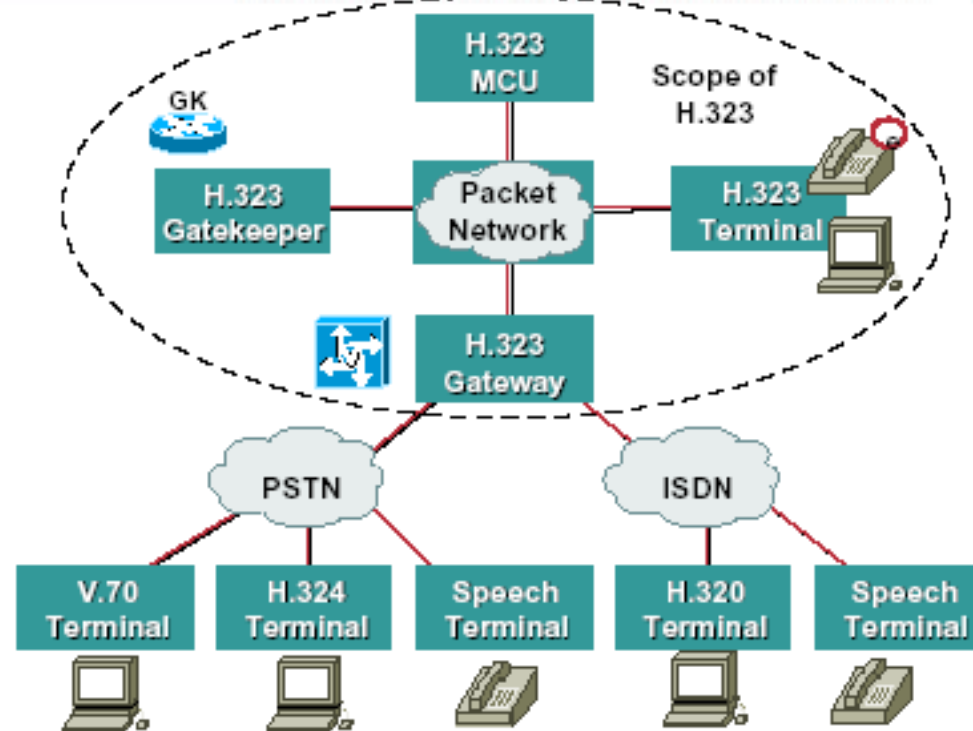 H.323
MCU
Scope of
H.323
GK
H.323
Gatekeeper
Packet
Network
H.323
Terminal
H.323
Gateway
V
PSTN
ISDN
V.70
Terminal
H.324
Terminal
Speech
Terminal
H.320
Terminal
Speech
Terminal